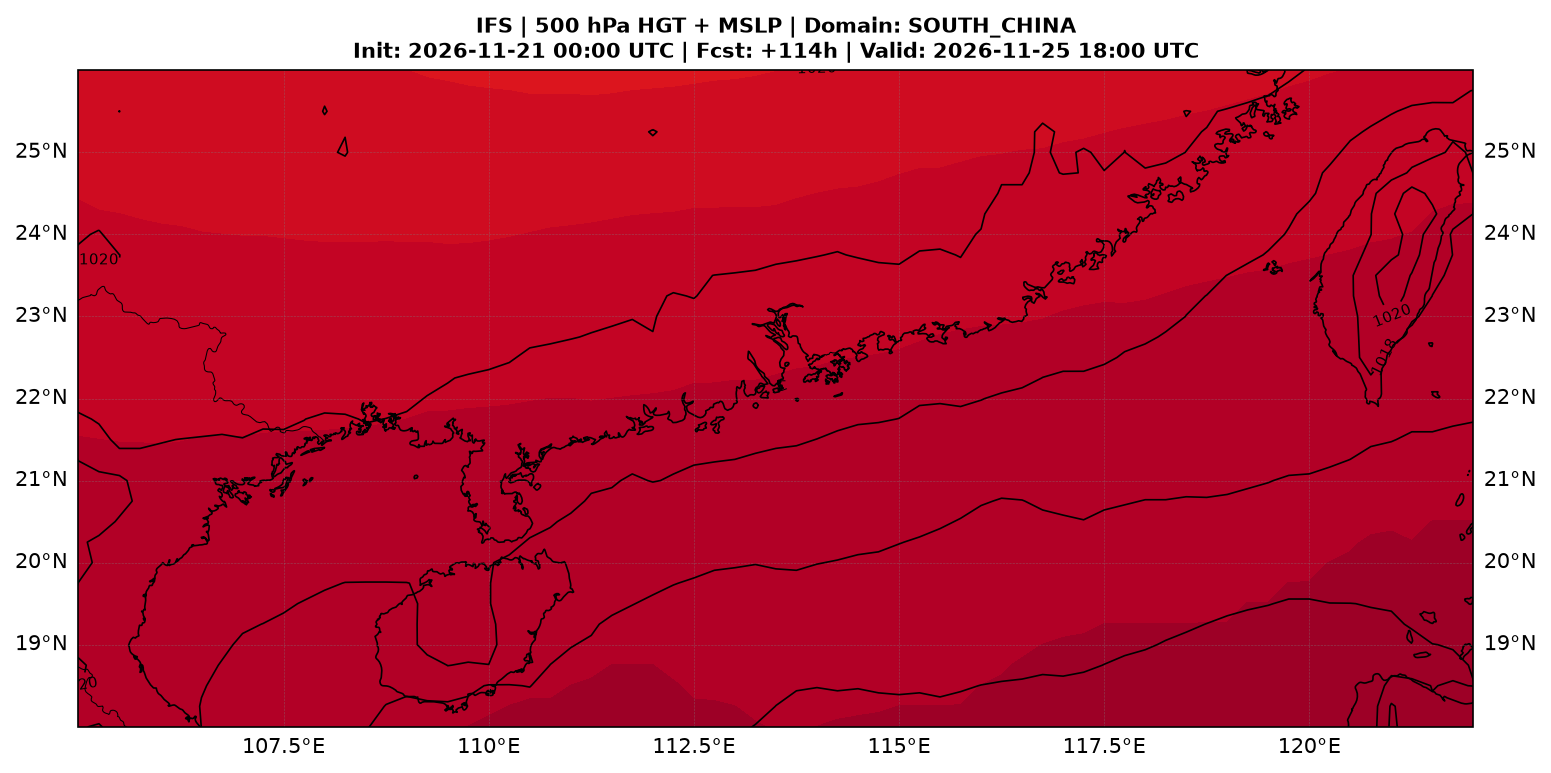 IFS | 500 hPa HGT + MSLP | Domain: SOUTH_CHINA
Init: 2026-11-21 00:00 UTC | Fcst: +114h | Valid: 2026-11-25 18:00 UTC
1020
25°N 25°N
24°N 24°N
1020
23°N 1020 23°N
1018
22°N 22°N
21°N 21°N
20°N 20°N
19°N 19°N
20
107.5°E 110°E 112.5°E 115°E 117.5°E 120°E